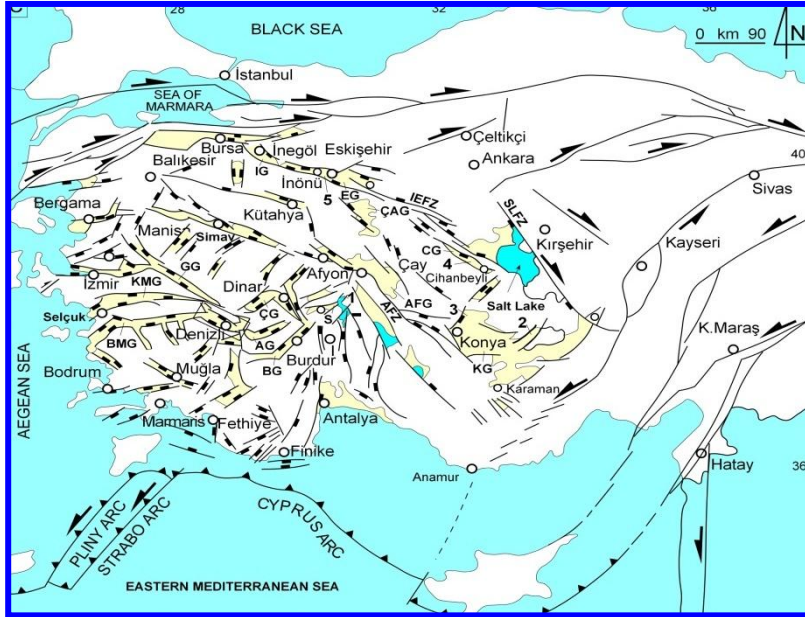 28
32
38
BLACK SEA
0 km 90
N
İstanbul
SEA OF
MARMARA
Çeltikçi
Bursa
İnegöl
Eskişehir
Ankara
40
Balıkesir
IG
İnönü
EG
IEFZ
Sivas
Bergama
Kütahya
5
ÇAG
SLFZ
Manisa
Simav
Kırşehir
Kayseri
GG
Afyon
Çay
CG
4
Cihanbeyli
İzmir
KMG
Dinar
AFG
3
Salt Lake
2
Selçuk
ÇG
S
1
AFZ
Denizli
I
Konya
K.Maraş
BMG
AG
Burdur
BG
KG
Bodrum
Muğla
Karaman
Marmaris
Fethiye
Antalya
AEGEAN SEA
Finike
Anamur
Hatay
36
PLINY ARC
STRABO ARC
CYPRUS ARC
EASTERN MEDITERRANEAN SEA